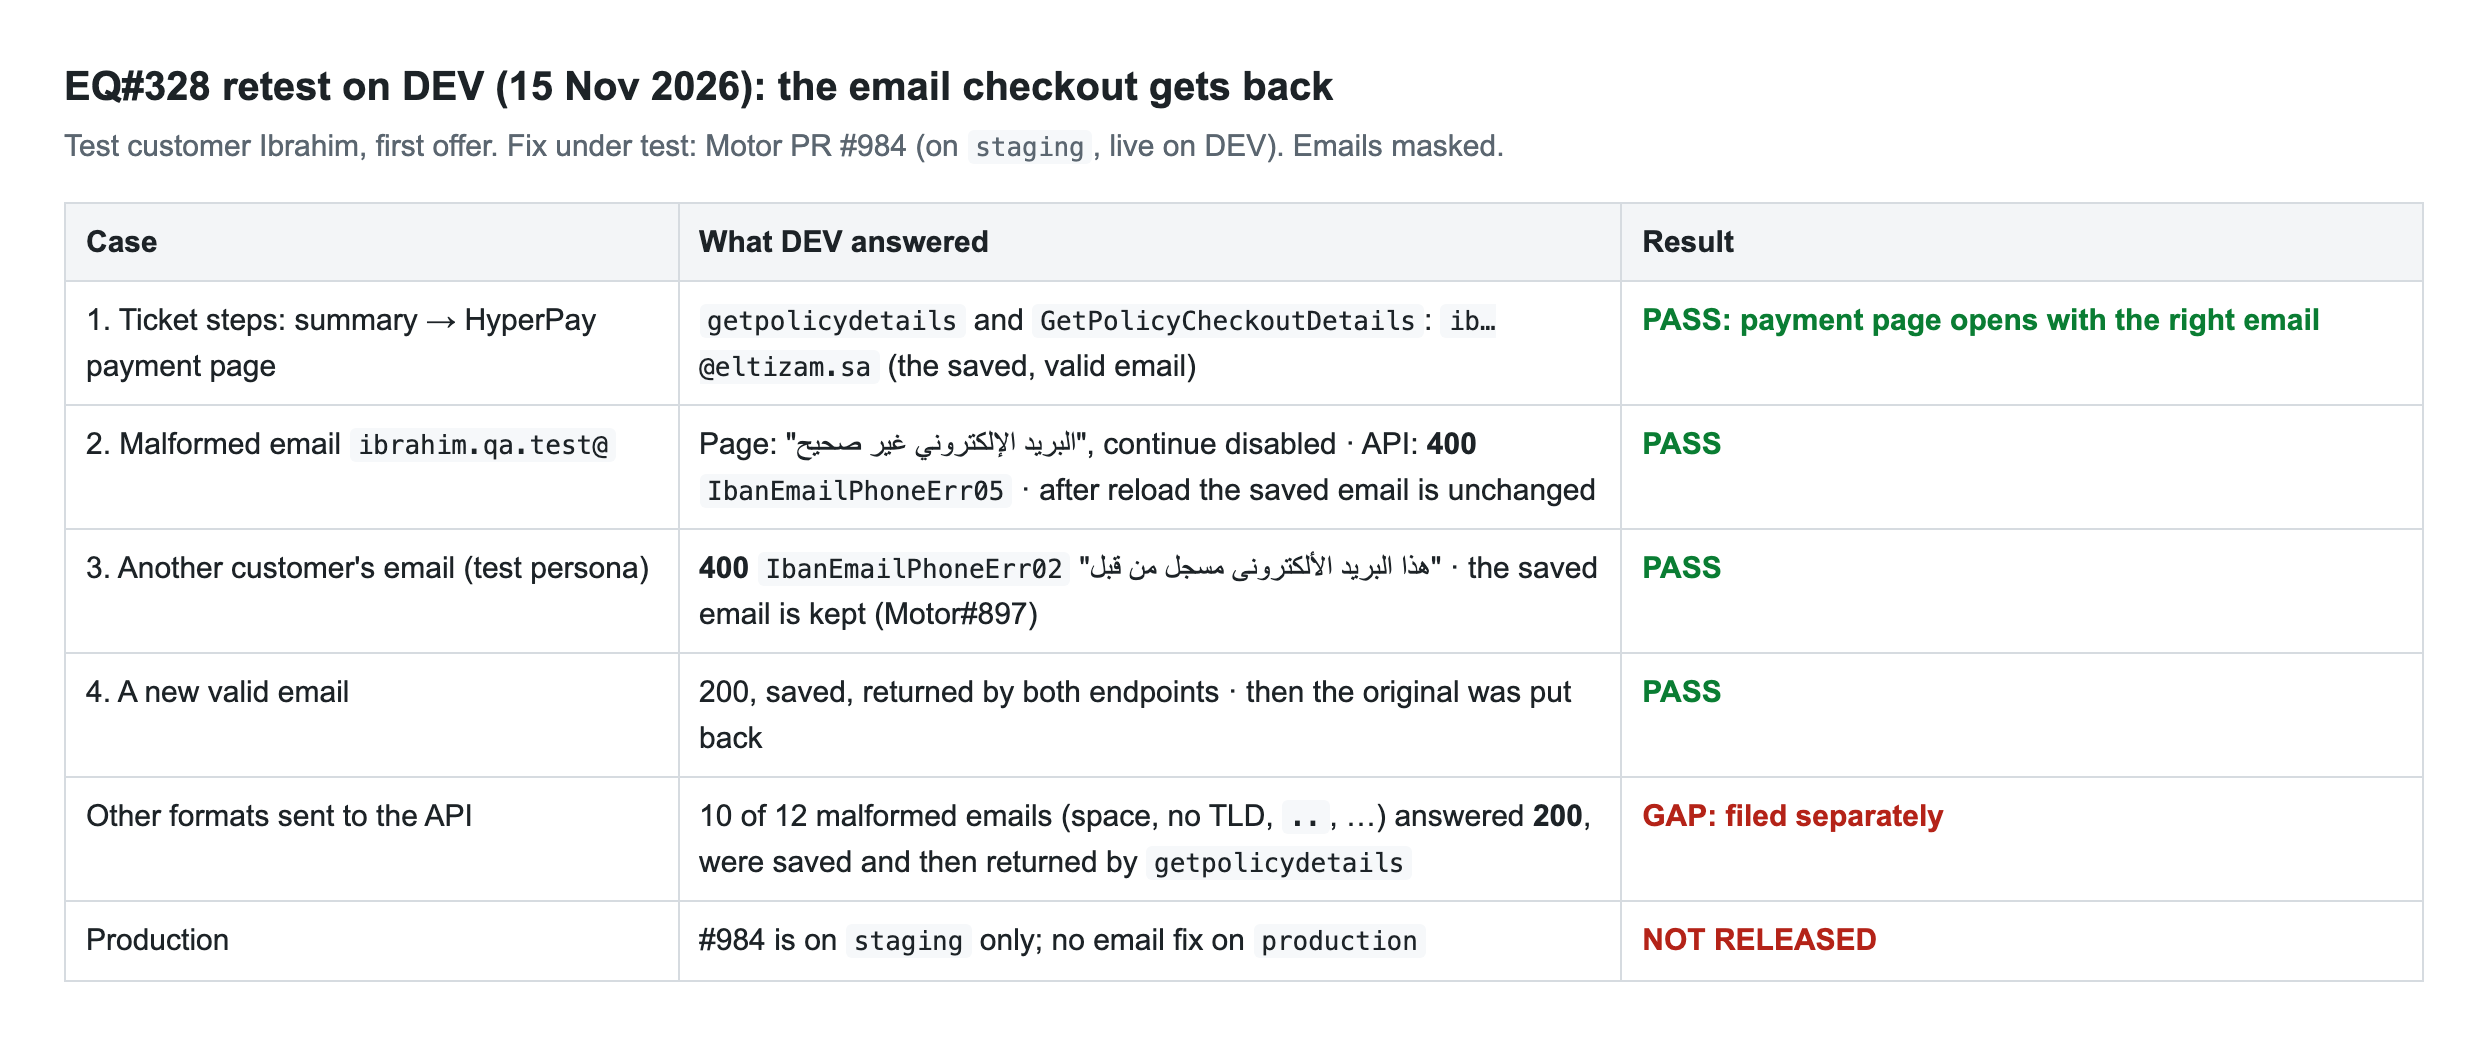 EQ#328 retest on DEV (15 Nov 2026): the email checkout gets back
Test customer Ibrahim, first offer. Fix under test: Motor PR #984 (on staging, live on DEV). Emails masked.
Case
What DEV answered
Result
1. Ticket steps: summary → HyperPay
payment page
getpolicydetails and GetPolicyCheckoutDetails: ib…
@eltizam.sa (the saved, valid email)
PASS: payment page opens with the right email
2. Malformed email ibrahim.qa.test@
Page: "البريد الإلكتروني غير صحيح", continue disabled · API: 400
IbanEmailPhoneErr05 · after reload the saved email is unchanged
PASS
3. Another customer's email (test persona)
400 IbanEmailPhoneErr02 "هذا البريد الألكترونى مسجل من قبل" · the saved
email is kept (Motor#897)
PASS
4. A new valid email
200, saved, returned by both endpoints · then the original was put
back
PASS
Other formats sent to the API
10 of 12 malformed emails (space, no TLD, .., …) answered 200,
were saved and then returned by getpolicydetails
GAP: filed separately
Production
#984 is on staging only; no email fix on production
NOT RELEASED